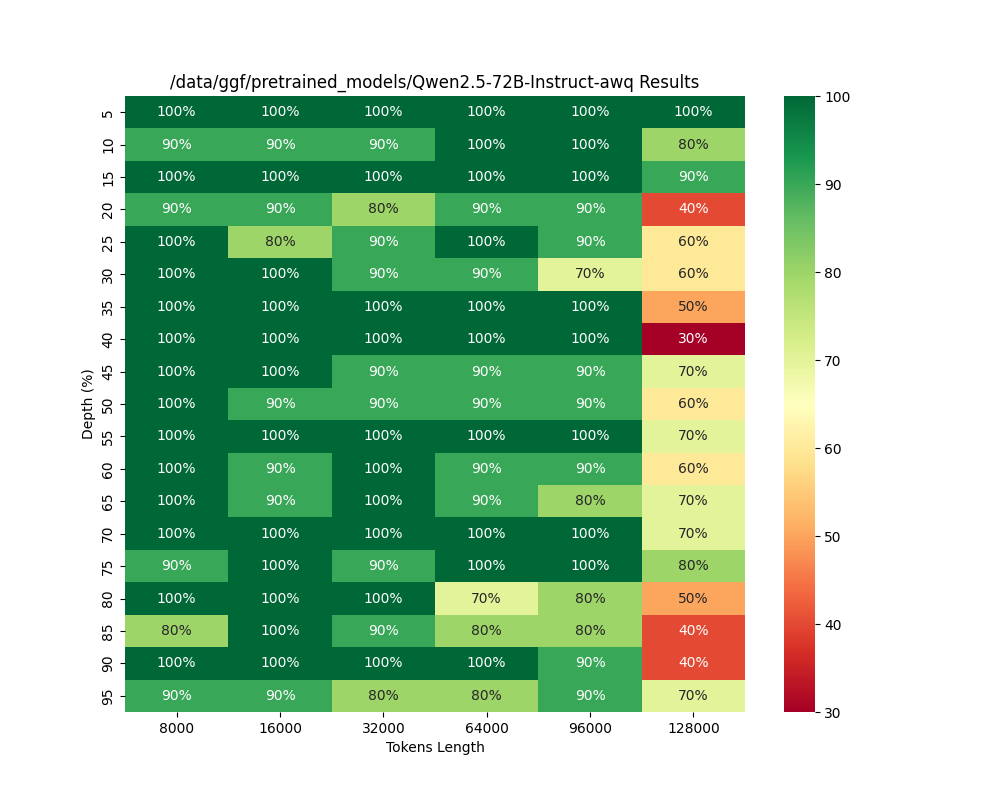 /data/ggf/pretrained_models/Qwen2.5-72B-Instruct-awq Results
5 100% 100% 100% 100% 100% 100%
10 90% 90% 90% 100% 100% 80%
15 100% 100% 100% 100% 100% 90%
20 90% 90% 80% 90% 90% 40%
25 100% 80% 90% 100% 90% 60%
30 100% 100% 90% 90% 70% 60%
35 100% 100% 100% 100% 100% 50%
40 100% 100% 100% 100% 100% 30%
45 100% 100% 90% 90% 90% 70%
50 100% 90% 90% 90% 90% 60%
55 100% 100% 100% 100% 100% 70%
60 100% 90% 100% 90% 90% 60%
65 100% 90% 100% 90% 80% 70%
70 100% 100% 100% 100% 100% 70%
75 90% 100% 90% 100% 100% 80%
80 100% 100% 100% 70% 80% 50%
85 80% 100% 90% 80% 80% 40%
90 100% 100% 100% 100% 90% 40%
95 90% 90% 80% 80% 90% 70%
8000 16000 32000 64000 96000 128000
Tokens Length
Depth (%)
100
90
80
70
60
50
40
30